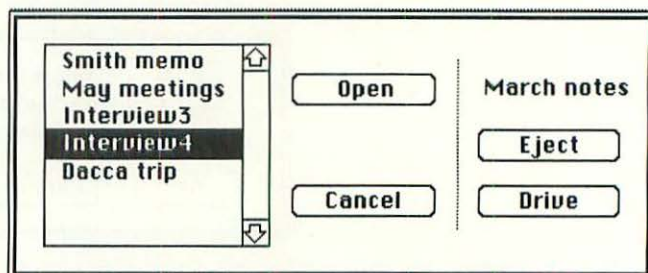 Smith memo
May meetings
Interview3
Interview4
Dacca trip
Open
Cancel
March notes
Eject
Drive